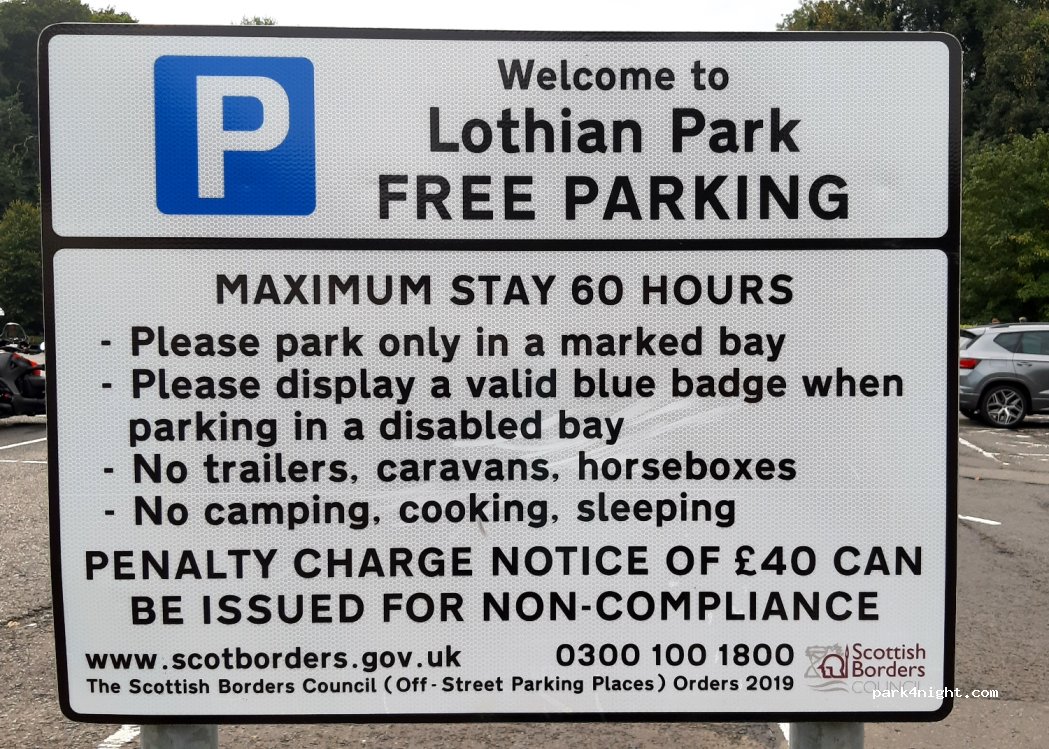 P
Welcome to
Lothian Park
FREE PARKING
MAXIMUM STAY 60 HOURS
- Please park only in a marked bay
- Please display a valid blue badge when
parking in a disabled bay
- No trailers, caravans, horseboxes
- No camping, cooking, sleeping
PENALTY CHARGE NOTICE OF £40 CAN
BE ISSUED FOR NON-COMPLIANCE
www.scotborders.gov.uk 0300 100 1800
The Scottish Borders Council (Off-Street Parking Places) Orders 2019
Scottish
Borders
COUNCIL
park4night.com